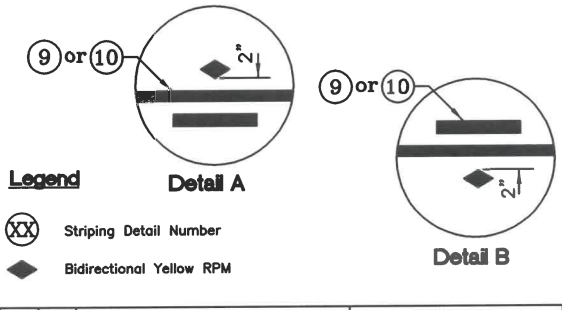 9 or 10
2"
Detail A
9 or 10
2"
Detail B
Legend
XX Striping Detail Number
Bidirectional Yellow RPM